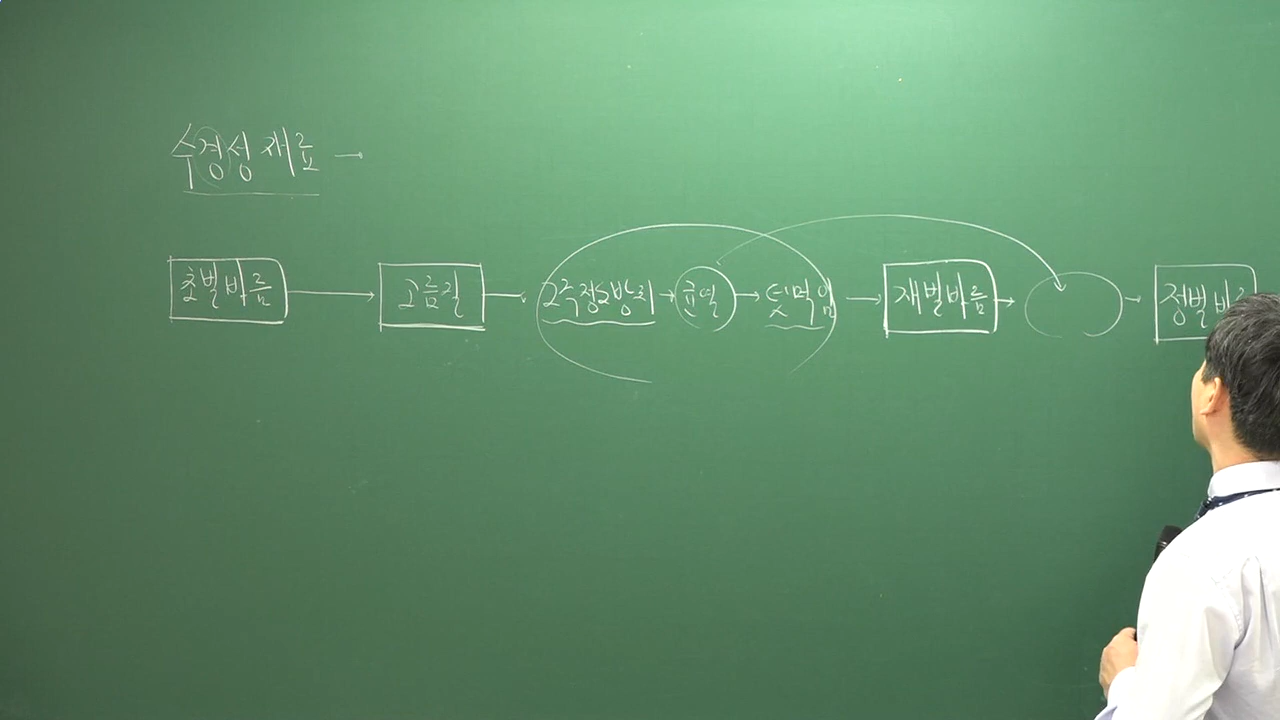 수경성 재료 →
초벌바름 → 고름질 → 2주정도방치 → 균열 → 덧먹임 → 재벌바름 → → 정벌바